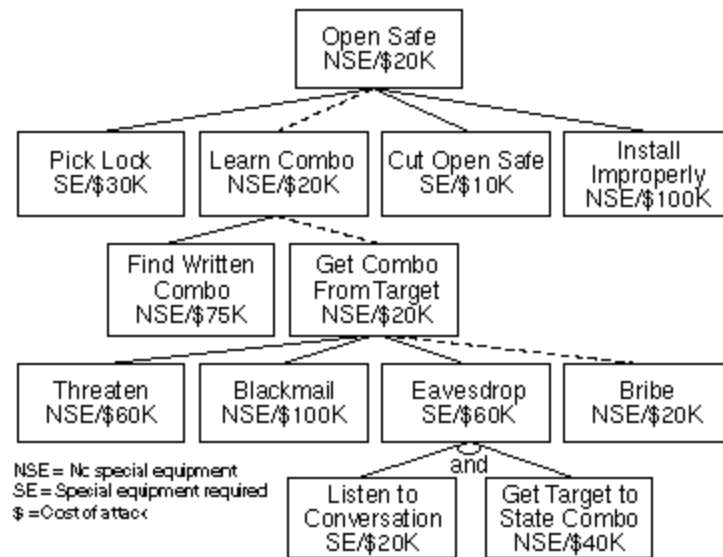 Open Safe
NSE/$20K
Pick Lock
SE/$30K
Learn Combo
NSE/$20K
Cut Open Safe
SE/$10K
Install
Improperly
NSE/$100K
Find Written
Combo
NSE/$75K
Get Combo
From Target
NSE/$20K
Threaten
NSE/$60K
Blackmail
NSE/$100K
Eavesdrop
SE/$60K
Bribe
NSE/$20K
and
Listen to
Conversation
SE/$20K
Get Target to
State Combo
NSE/$40K
NSE = No special equipment
SE = Special equipment required
$ = Cost of attack